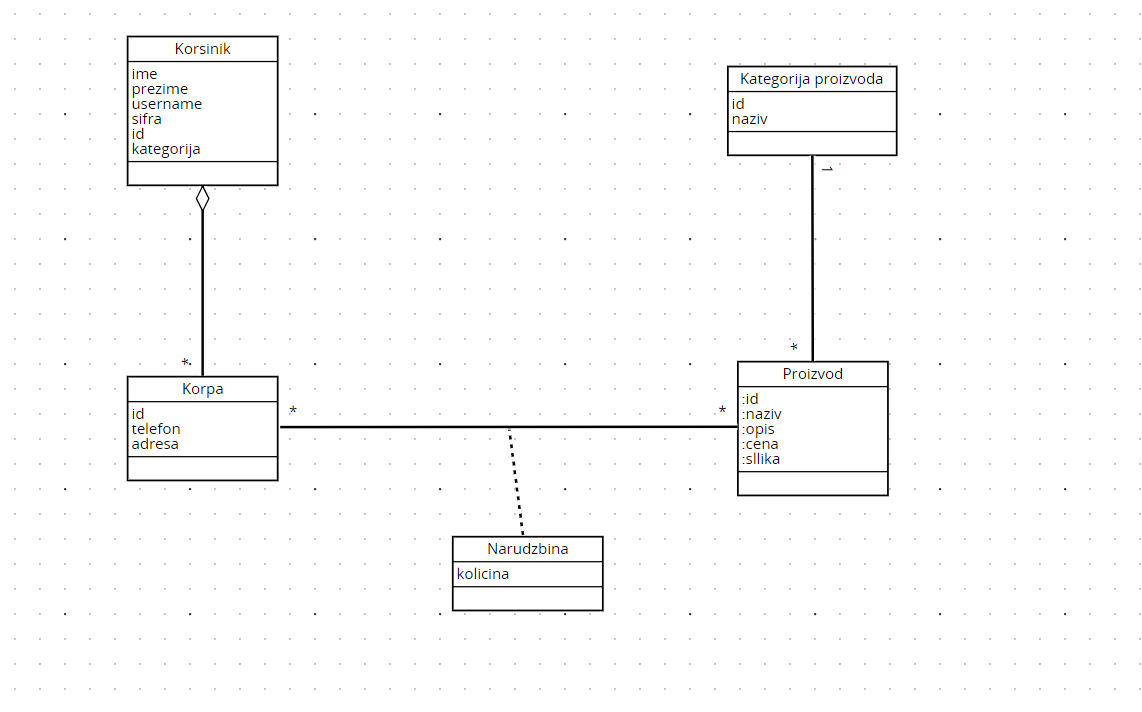 Korsinik
ime
prezime
username
sifra
id
kategorija
Kategorija proizvoda
id
naziv
1
*
*
Korpa
id
telefon
adresa
*
*
Proizvod
:id
:naziv
:opis
:cena
:sllika
Narudzbina
kolicina